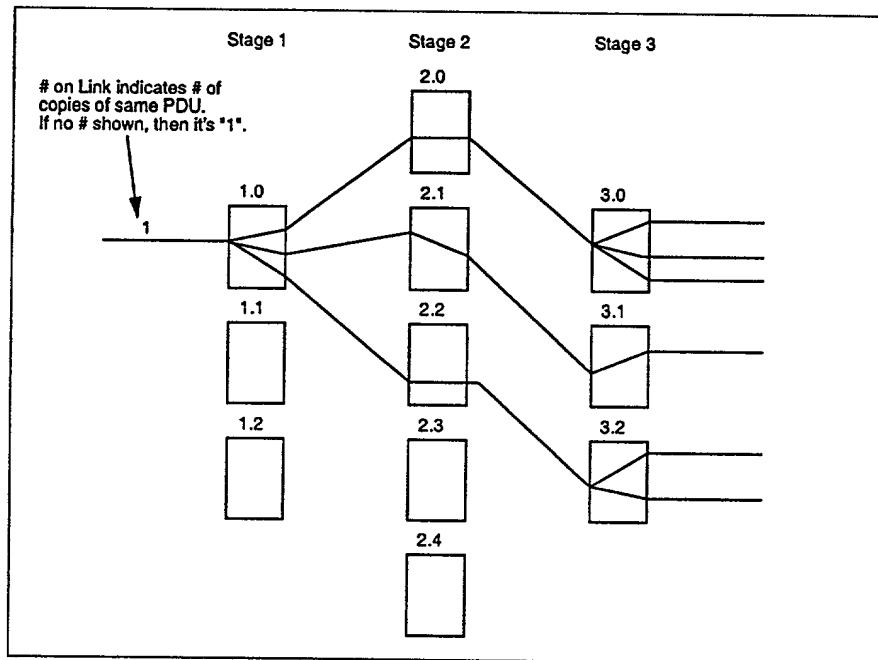 Stage 1
Stage 2
Stage 3
# on Link indicates # of
copies of same PDU.
If no # shown, then it's "1".
1
1.0
1.1
1.2
2.0
2.1
2.2
2.3
2.4
3.0
3.1
3.2